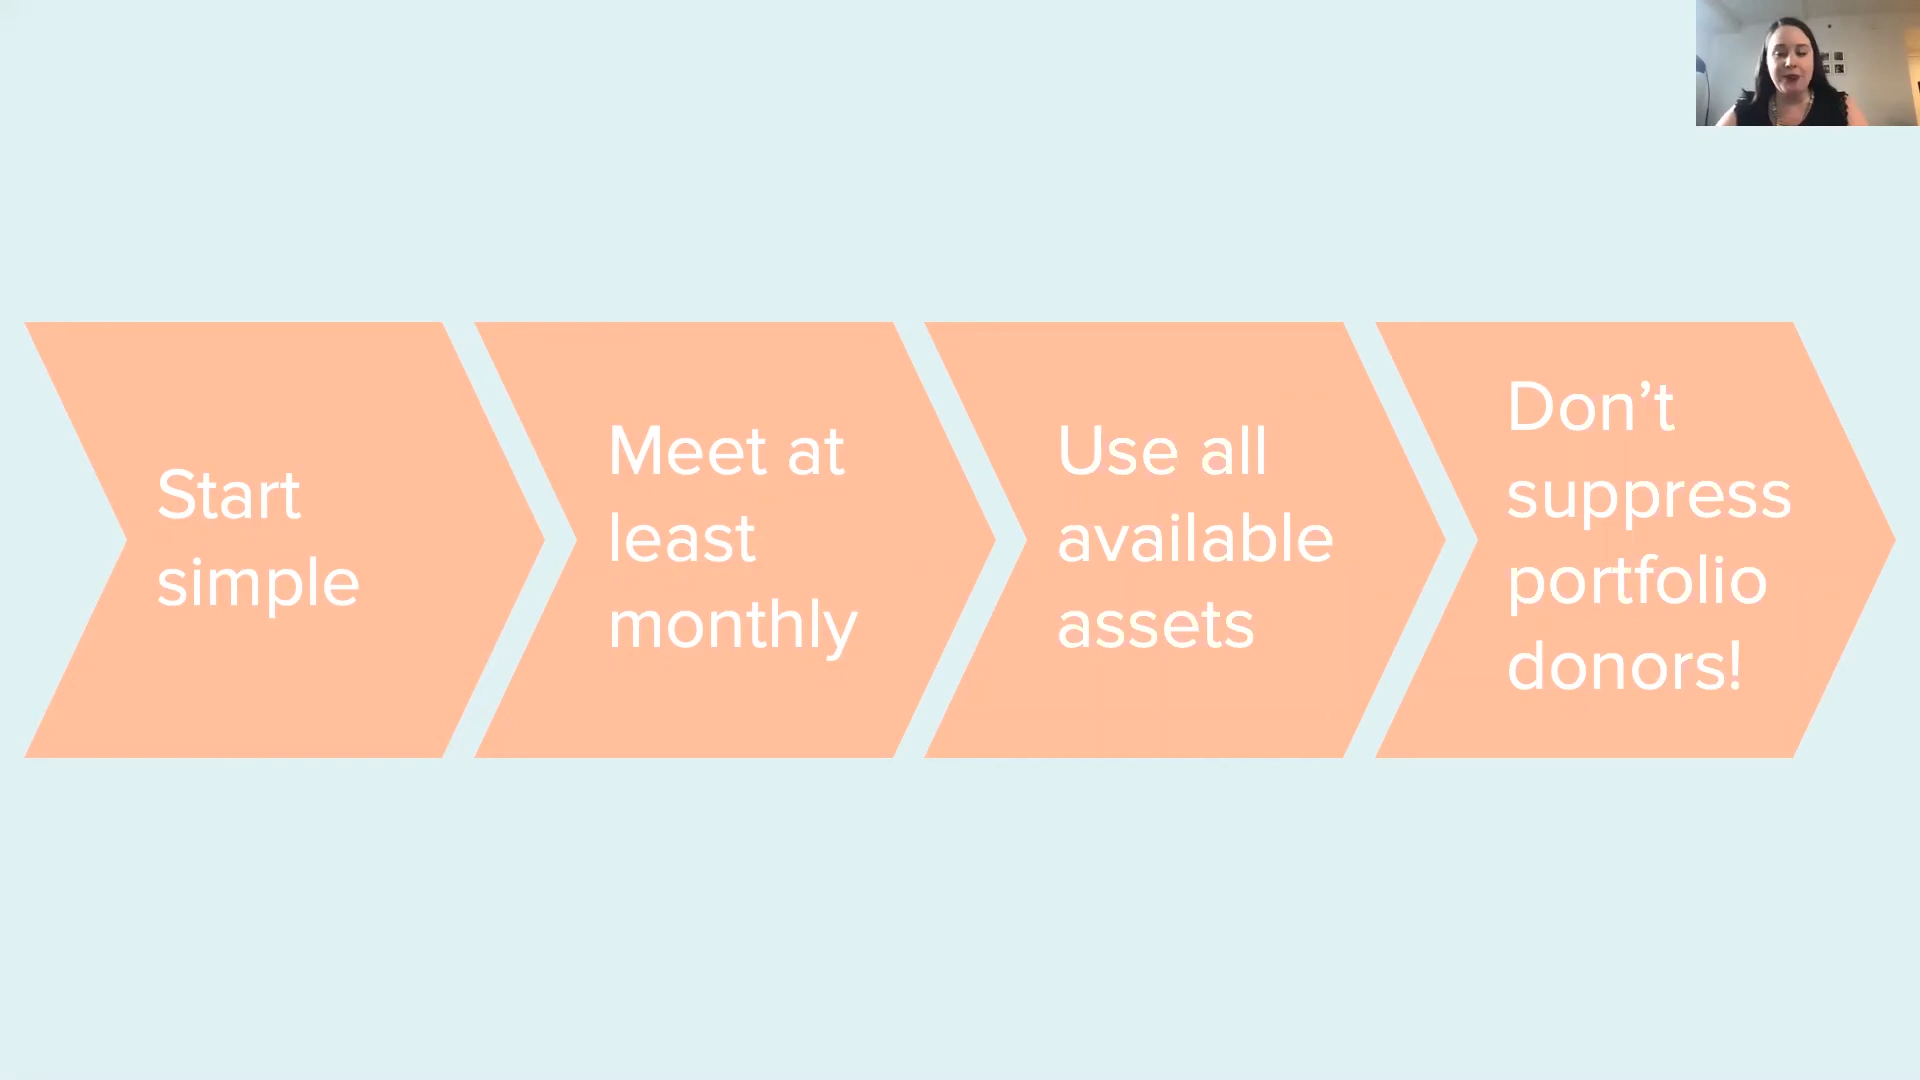 Start
simple
Meet at
least
monthly
Use all
available
assets
Don’t
suppress
portfolio
donors!